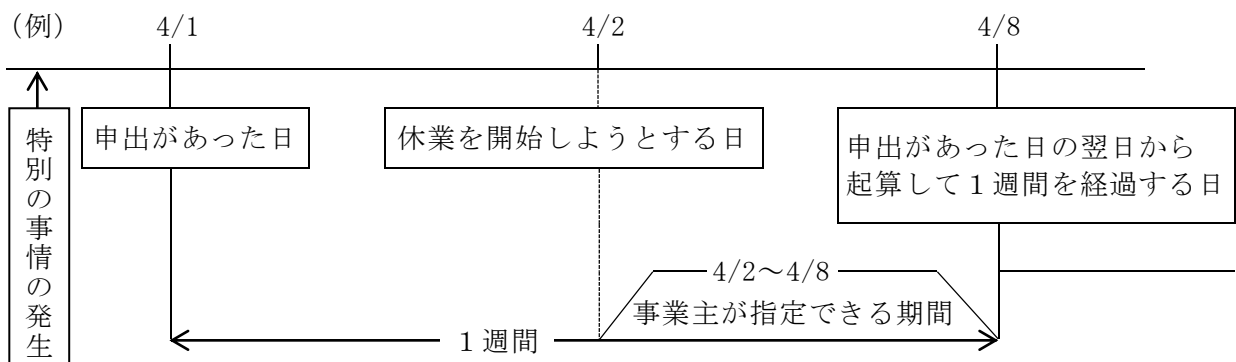 (例)
4/1
4/2
4/8
特別の事情の発生
申出があった日
休業を開始しようとする日
申出があった日の翌日から
起算して1週間を経過する日
4/2～4/8
事業主が指定できる期間
1週間